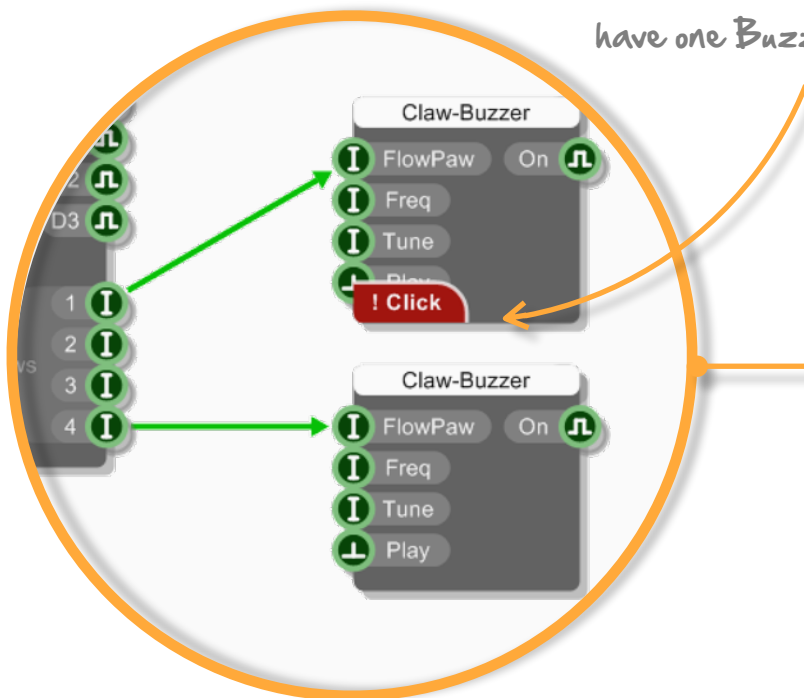 have one
Claw-Buzzer
FlowPaw On
Freq
Tune
Play
! Click
2
D3
1
2
3
4
Claw-Buzzer
FlowPaw On
Freq
Tune
Play